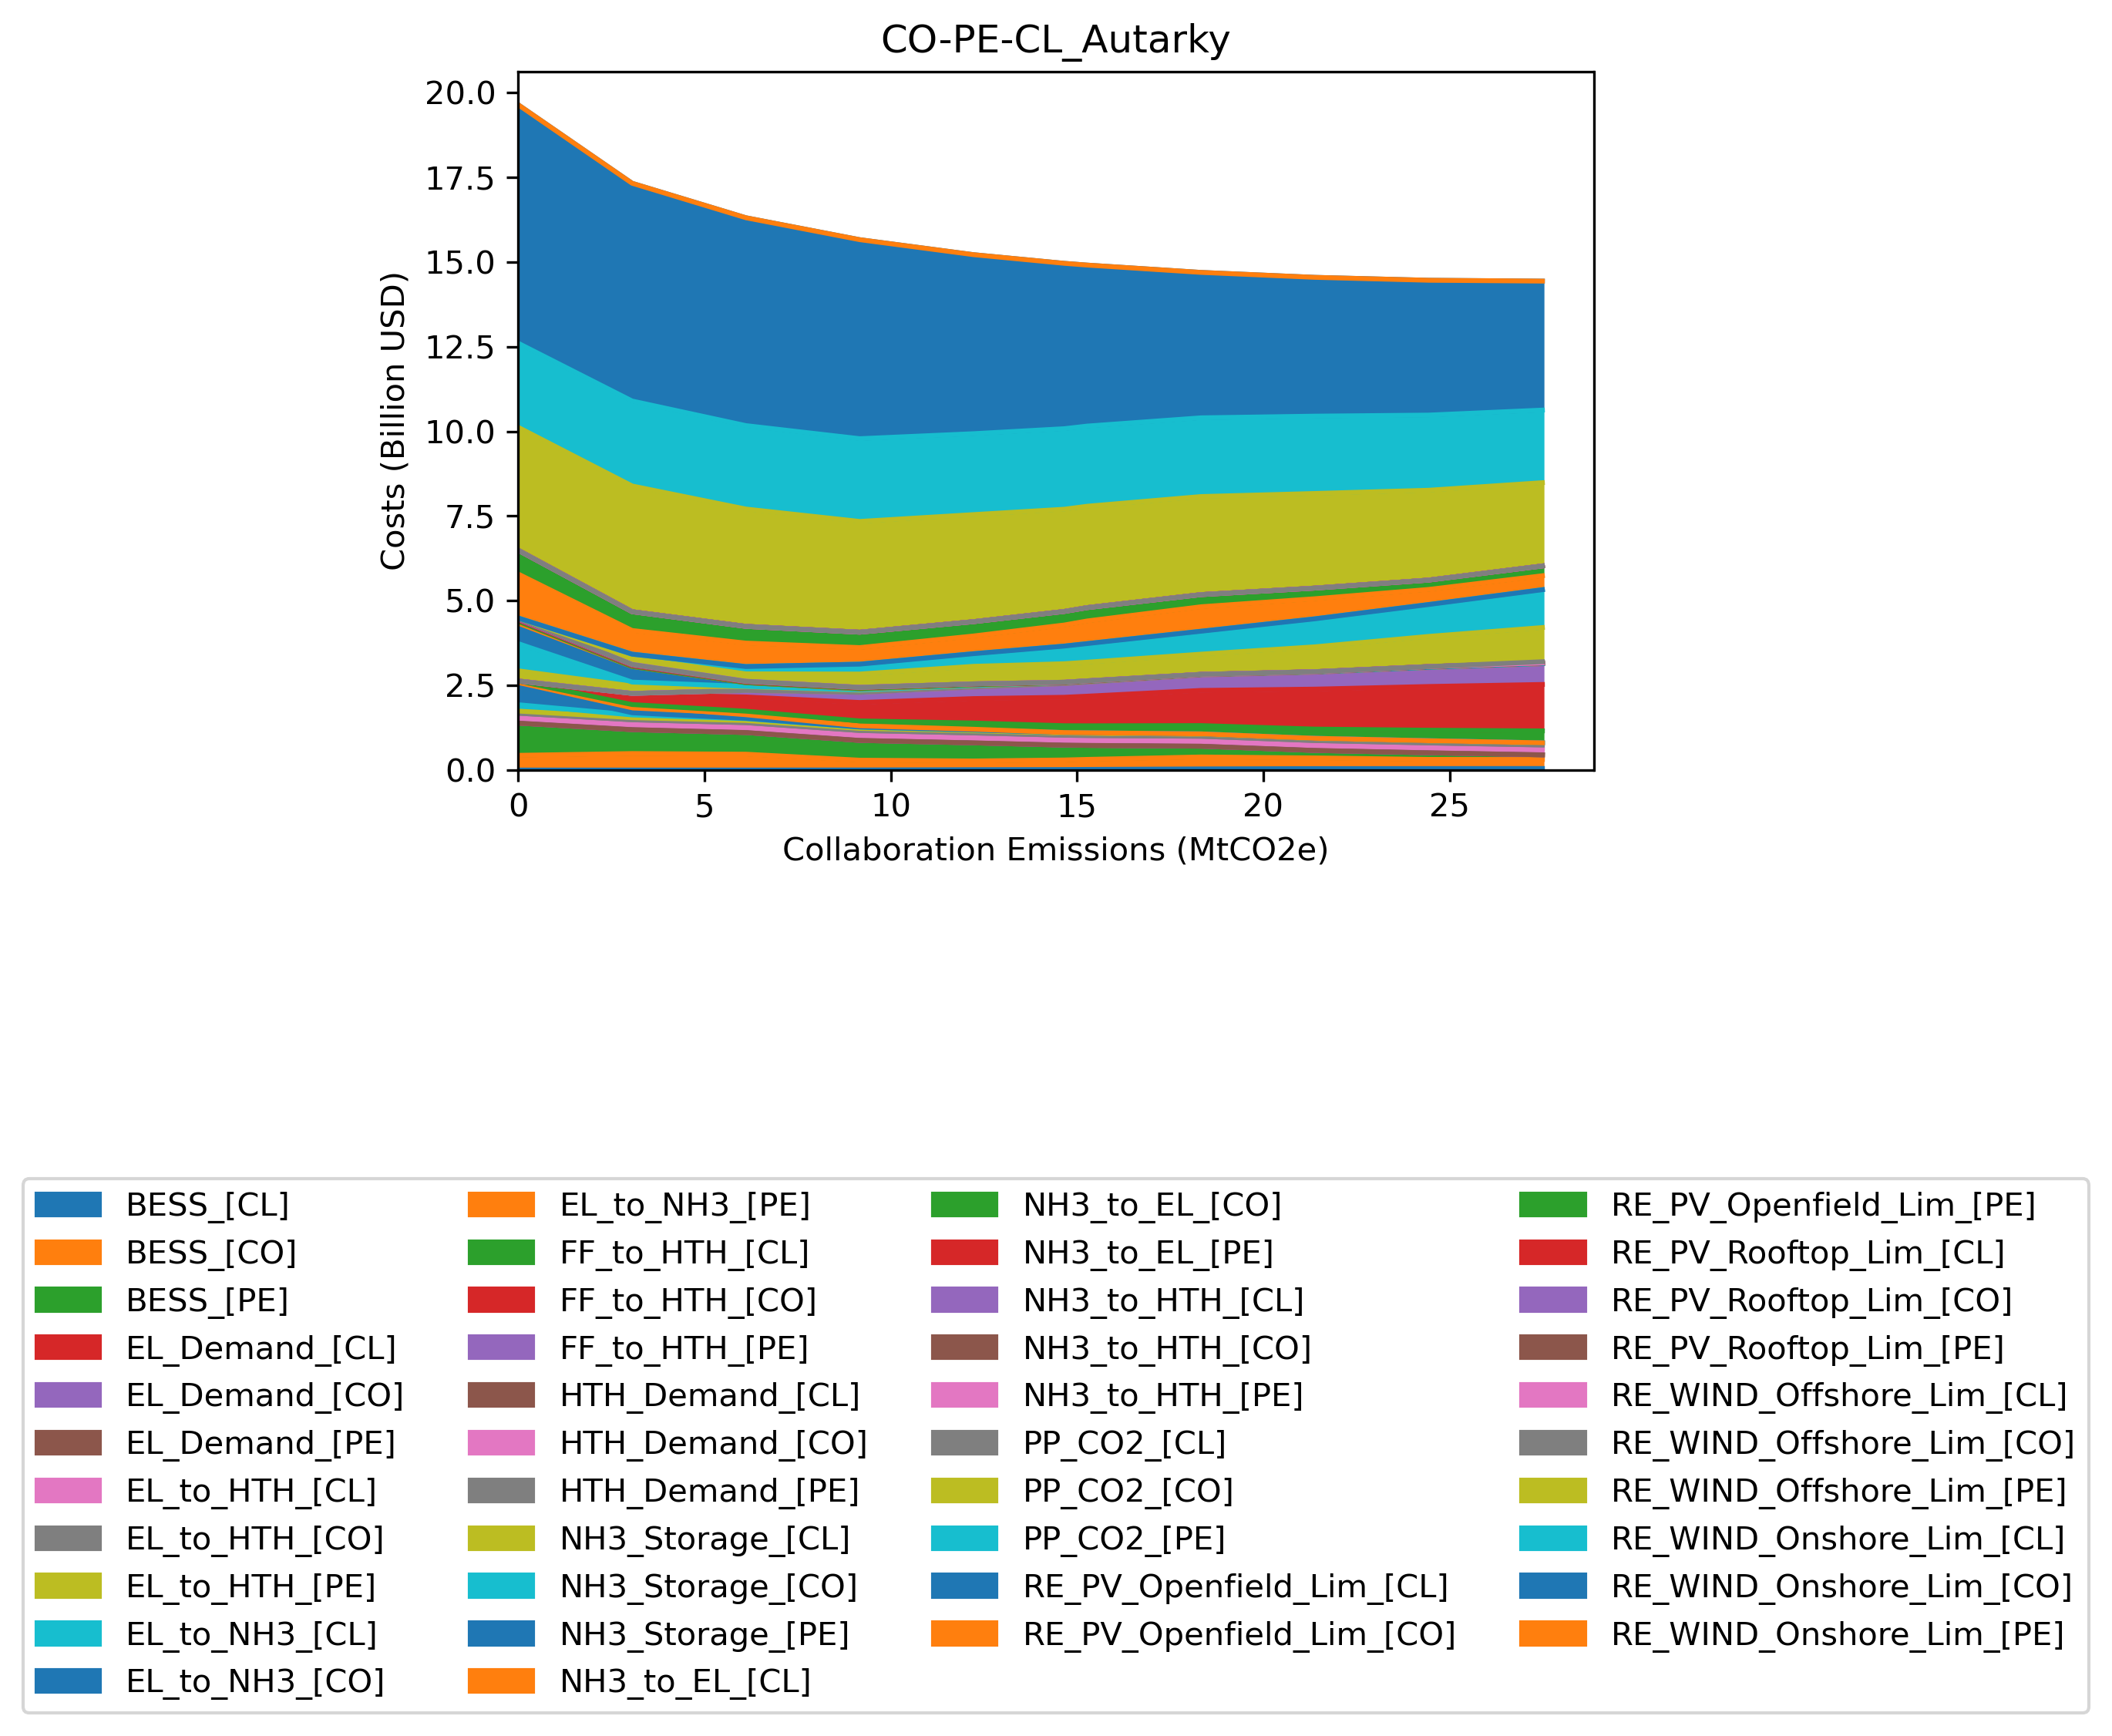 CO-PE-CL_Autarky
20.0
17.5
15.0
12.5
10.0
7.5
5.0
2.5
0.0
Costs (Billion USD)
0 5 10 15 20 25
Collaboration Emissions (MtCO2e)
BESS_[CL]
BESS_[CO]
BESS_[PE]
EL_Demand_[CL]
EL_Demand_[CO]
EL_Demand_[PE]
EL_to_HTH_[CL]
EL_to_HTH_[CO]
EL_to_HTH_[PE]
EL_to_NH3_[CL]
EL_to_NH3_[CO]
EL_to_NH3_[PE]
FF_to_HTH_[CL]
FF_to_HTH_[CO]
FF_to_HTH_[PE]
HTH_Demand_[CL]
HTH_Demand_[CO]
HTH_Demand_[PE]
NH3_Storage_[CL]
NH3_Storage_[CO]
NH3_Storage_[PE]
NH3_to_EL_[CL]
NH3_to_EL_[CO]
NH3_to_EL_[PE]
NH3_to_HTH_[CL]
NH3_to_HTH_[CO]
NH3_to_HTH_[PE]
PP_CO2_[CL]
PP_CO2_[CO]
PP_CO2_[PE]
RE_PV_Openfield_Lim_[CL]
RE_PV_Openfield_Lim_[CO]
RE_PV_Openfield_Lim_[PE]
RE_PV_Rooftop_Lim_[CL]
RE_PV_Rooftop_Lim_[CO]
RE_PV_Rooftop_Lim_[PE]
RE_WIND_Offshore_Lim_[CL]
RE_WIND_Offshore_Lim_[CO]
RE_WIND_Offshore_Lim_[PE]
RE_WIND_Onshore_Lim_[CL]
RE_WIND_Onshore_Lim_[CO]
RE_WIND_Onshore_Lim_[PE]